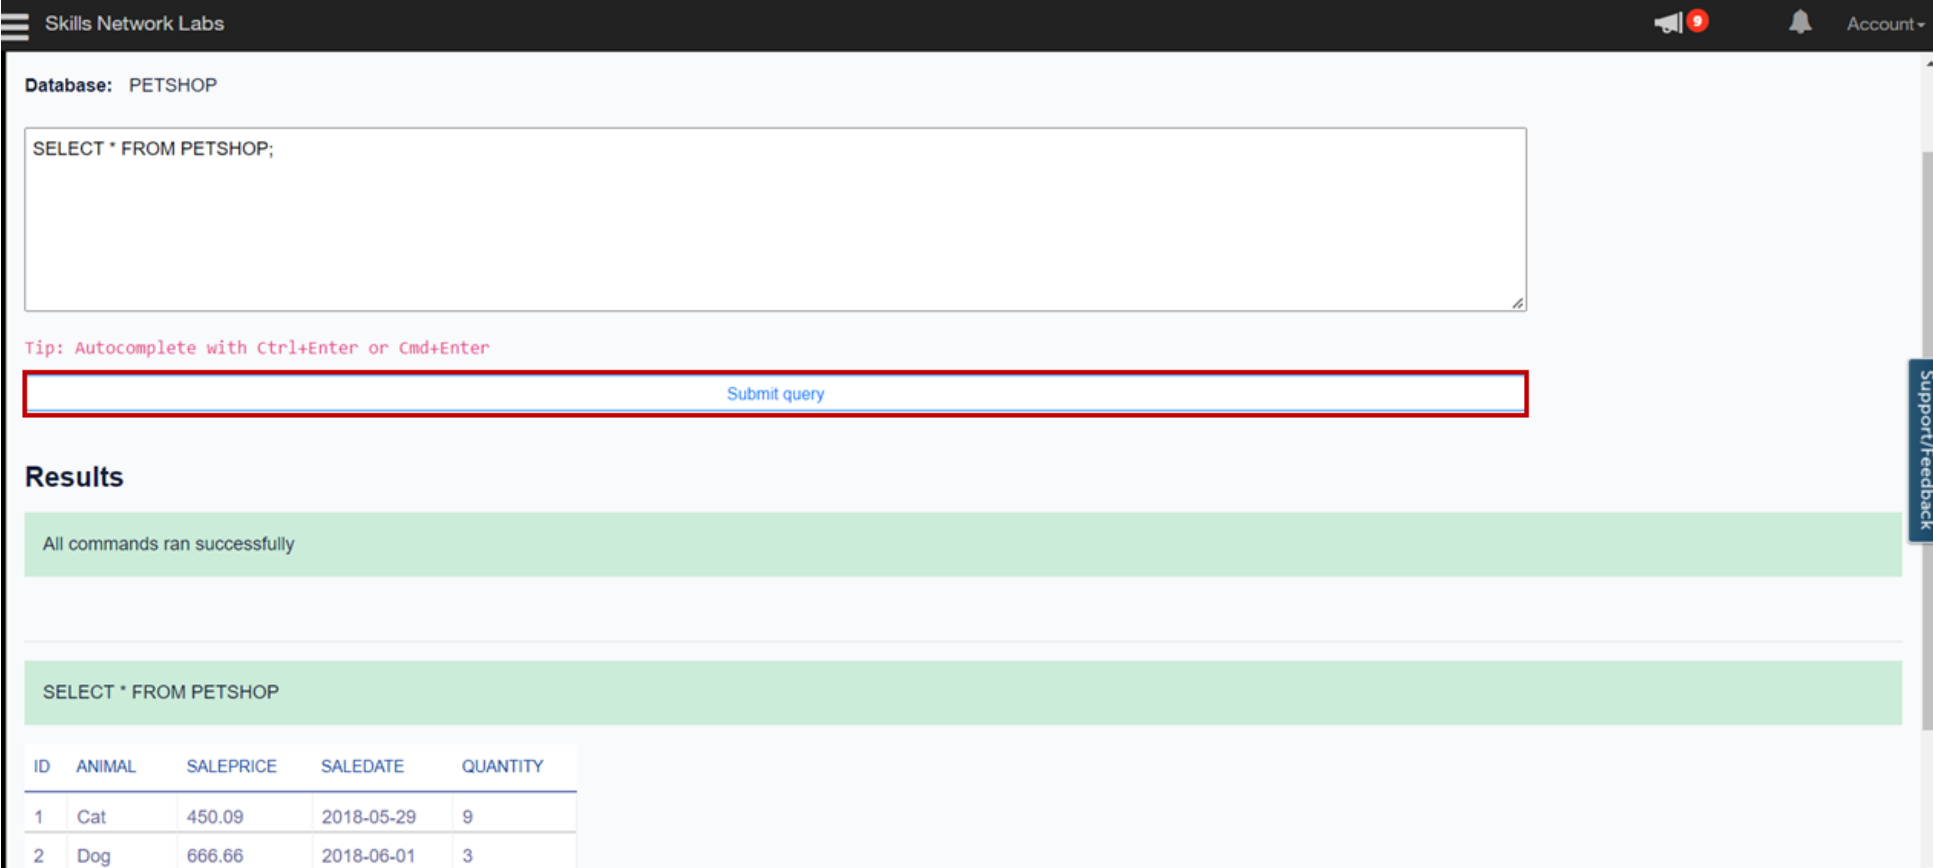 Skills Network Labs
9
Account
Database: PETSHOP
SELECT * FROM PETSHOP;
Tip: Autocomplete with Ctrl+Enter or Cmd+Enter
Submit query
Support/Feedback
Results
All commands ran successfully
SELECT * FROM PETSHOP
ID ANIMAL SALEPRICE SALEDATE QUANTITY
1 Cat 450.09 2018-05-29 9
2 Dog 666.66 2018-06-01 3